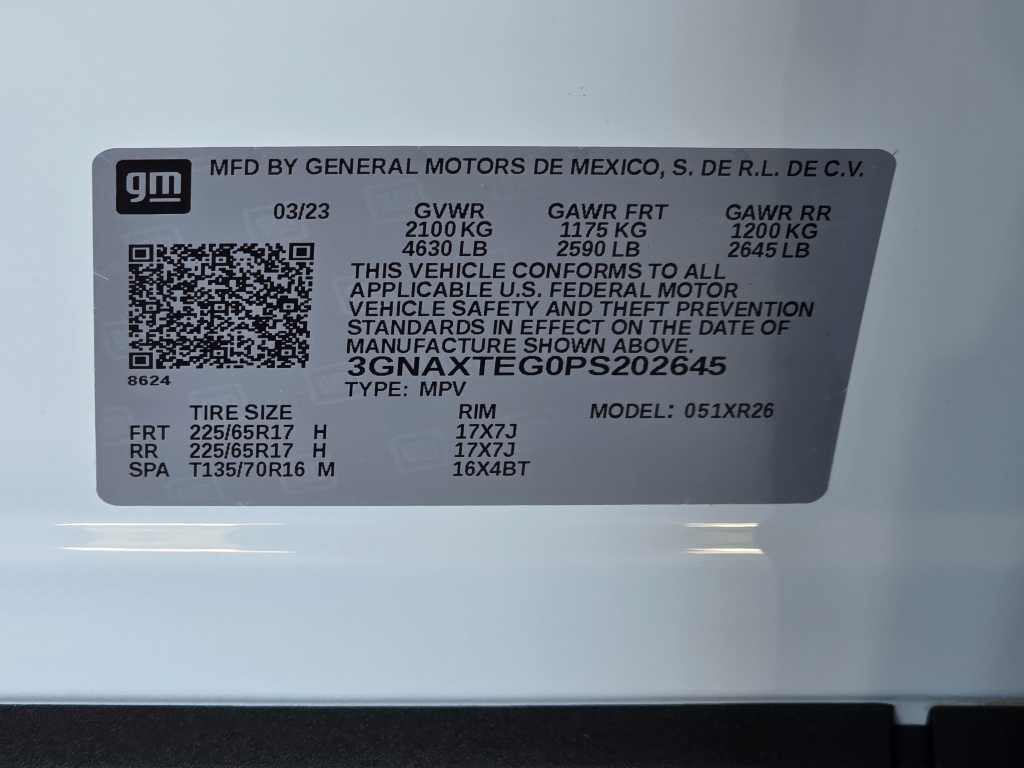 gm MFD BY GENERAL MOTORS DE MEXICO, S. DE R.L. DE C.V.
03/23 GVWR GAWR FRT GAWR RR
2100 KG 1175 KG 1200 KG
4630 LB 2590 LB 2645 LB
THIS VEHICLE CONFORMS TO ALL
APPLICABLE U.S. FEDERAL MOTOR
VEHICLE SAFETY AND THEFT PREVENTION
STANDARDS IN EFFECT ON THE DATE OF
MANUFACTURE SHOWN ABOVE.
3GNAXTEG0PS202645
8624
TYPE: MPV
TIRE SIZE RIM MODEL: 051XR26
FRT 225/65R17 H 17X7J
RR 225/65R17 H 17X7J
SPA T135/70R16 M 16X4BT